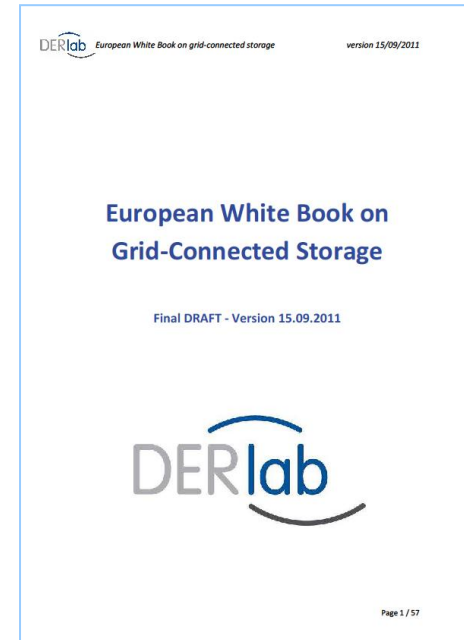 DERlab European White Book on grid-connected storage version 15/09/2011
European White Book on
Grid-Connected Storage
Final DRAFT - Version 15.09.2011
DERlab
Page 1 / 57